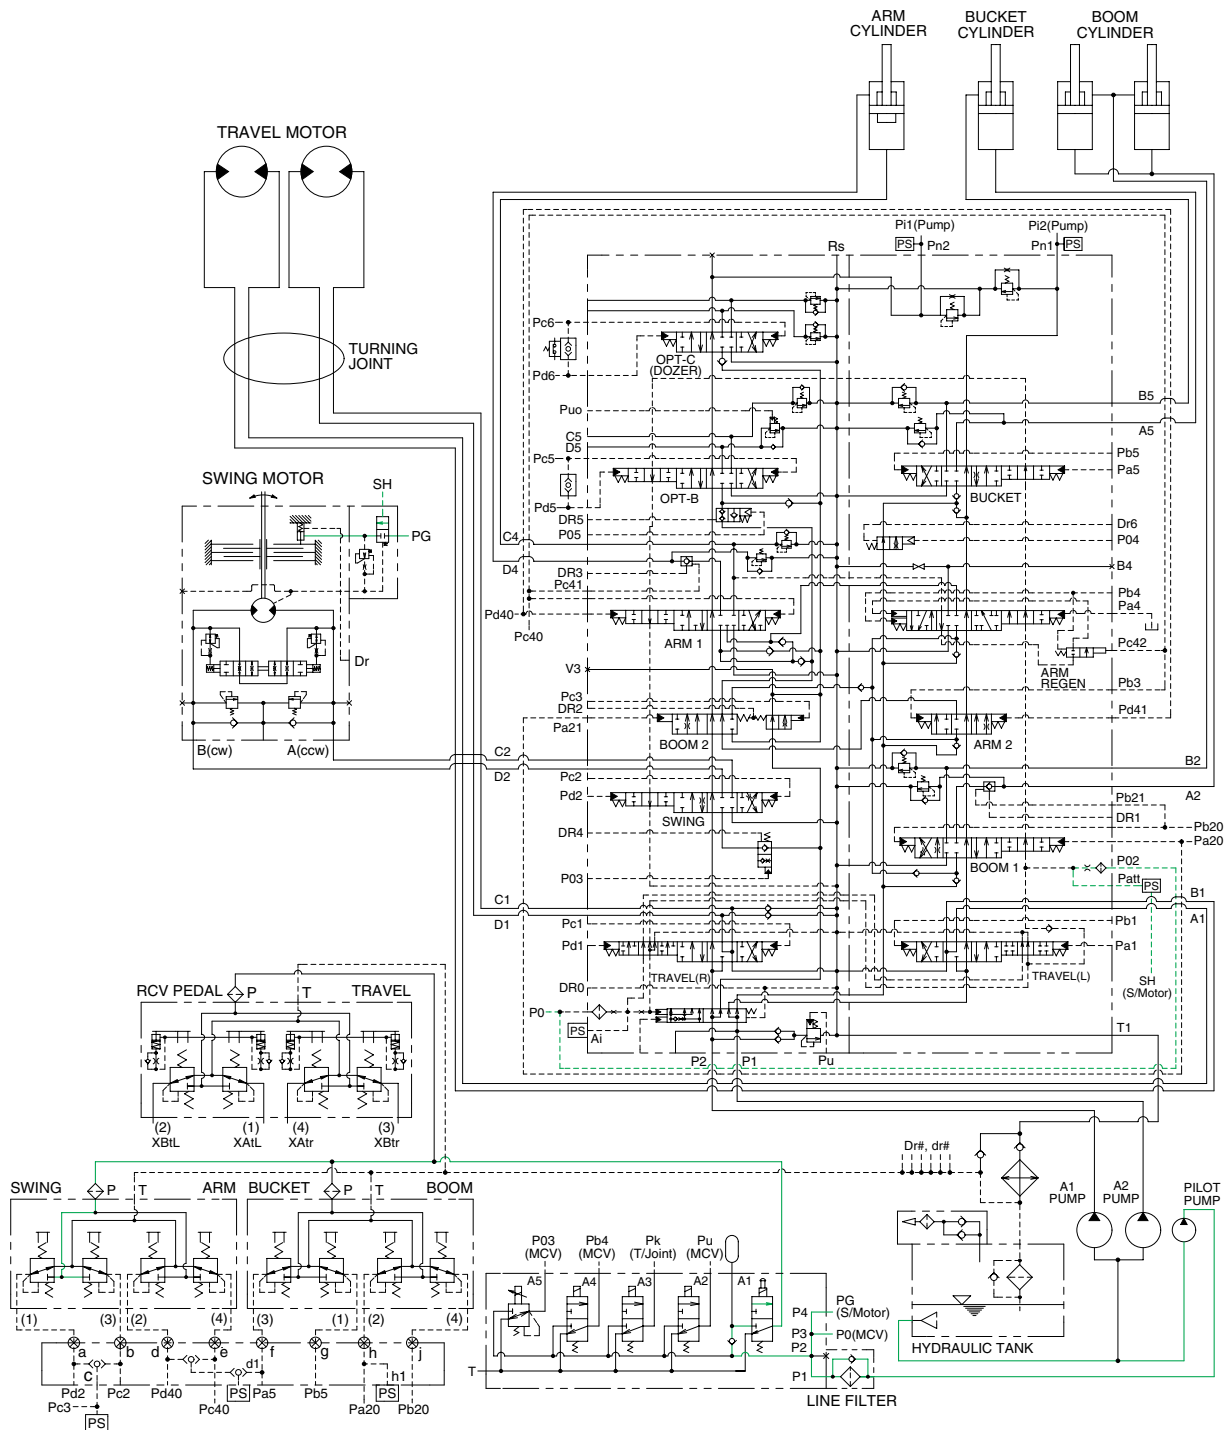 ARM
CYLINDER
BUCKET
CYLINDER
BOOM
CYLINDER
TRAVEL MOTOR
TURNING
JOINT
Pi1(Pump)
Pi2(Pump)
PS
Pn2
Pn1
PS
Rs
Pc6
Pd6
OPT-C
(DOZER)
Puo
C5
D5
Pc5
Pd5
OPT-B
B5
A5
Pb5
Pa5
BUCKET
SWING MOTOR
SH
PG
Dr
B(cw)
A(ccw)
DR5
P05
C4
D4
DR3
Pc41
Pd40
Pc40
ARM 1
Dr6
P04
B4
Pb4
Pa4
Pc42
ARM
REGEN
V3
Pc3
DR2
Pa21
BOOM 2
Pb3
Pd41
ARM 2
C2
D2
Pc2
Pd2
SWING
B2
A2
Pb21
DR1
Pb20
Pa20
BOOM 1
DR4
P03
P02
Patt
PS
C1
D1
Pc1
Pd1
TRAVEL(R)
B1
A1
Pb1
Pa1
TRAVEL(L)
SH
(S/Motor)
DR0
P0
PS
Ai
P2
P1
Pu
T1
RCV PEDAL
P
T
TRAVEL
(2)
XBtL
(1)
XAtL
(4)
XAtr
(3)
XBtr
SWING
P
T
ARM
BUCKET
P
T
BOOM
(1)
(3)
(2)
(4)
(3)
(1)
(2)
(4)
a
b
d
e
f
g
h
j
c
d1
h1
Pd2
Pc2
Pd40
PS
Pa5
Pb5
PS
Pc3
Pc40
Pa20
Pb20
PS
Dr#, dr#
A1
PUMP
A2
PUMP
PILOT
PUMP
HYDRAULIC TANK
P03
(MCV)
Pb4
(MCV)
Pk
(T/Joint)
Pu
(MCV)
A5
A4
A3
A2
A1
T
P4
P3
P2
P1
PG
(S/Motor)
P0(MCV)
LINE FILTER